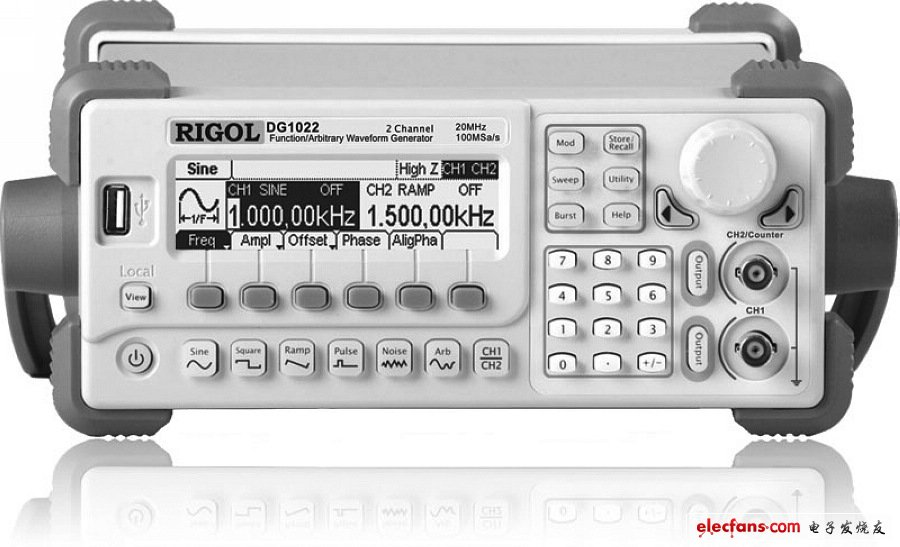 RIGOL DG1022 2 Channel 20MHz
Function/Arbitrary Waveform Generator 100MSa/s
Sine High Z CH1 CH2
CH1 SINE OFF CH2 RAMP OFF
←1/F→ 1.000,00kHz 1.500,00kHz
Freq Ampl Offset Phase AligPha
Local
View
Sine Square Ramp Pulse Noise Arb CH1
CH2
Mod Store/
Recall
Sweep Utility
Burst Help
7 8 9
4 5 6
1 2 3
0 . +/−
CH2/Counter
Output
CH1
Output
elecfans.com 电子发烧友